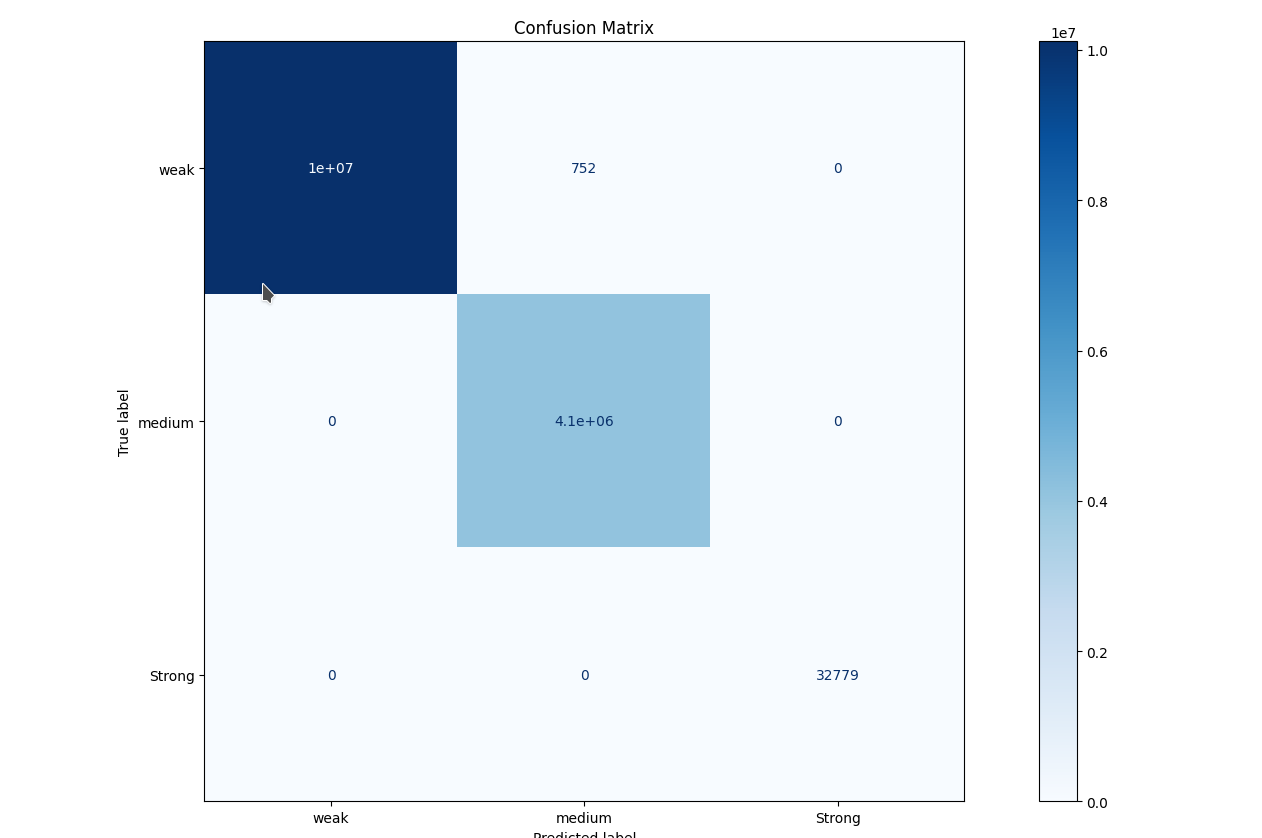 Confusion Matrix
1e7
1.0
weak
1e+07
752
0
0.8
0.6
True label
medium
0
4.1e+06
0
0.4
0.2
Strong
0
0
32779
0.0
weak
medium
Strong
Predicted label